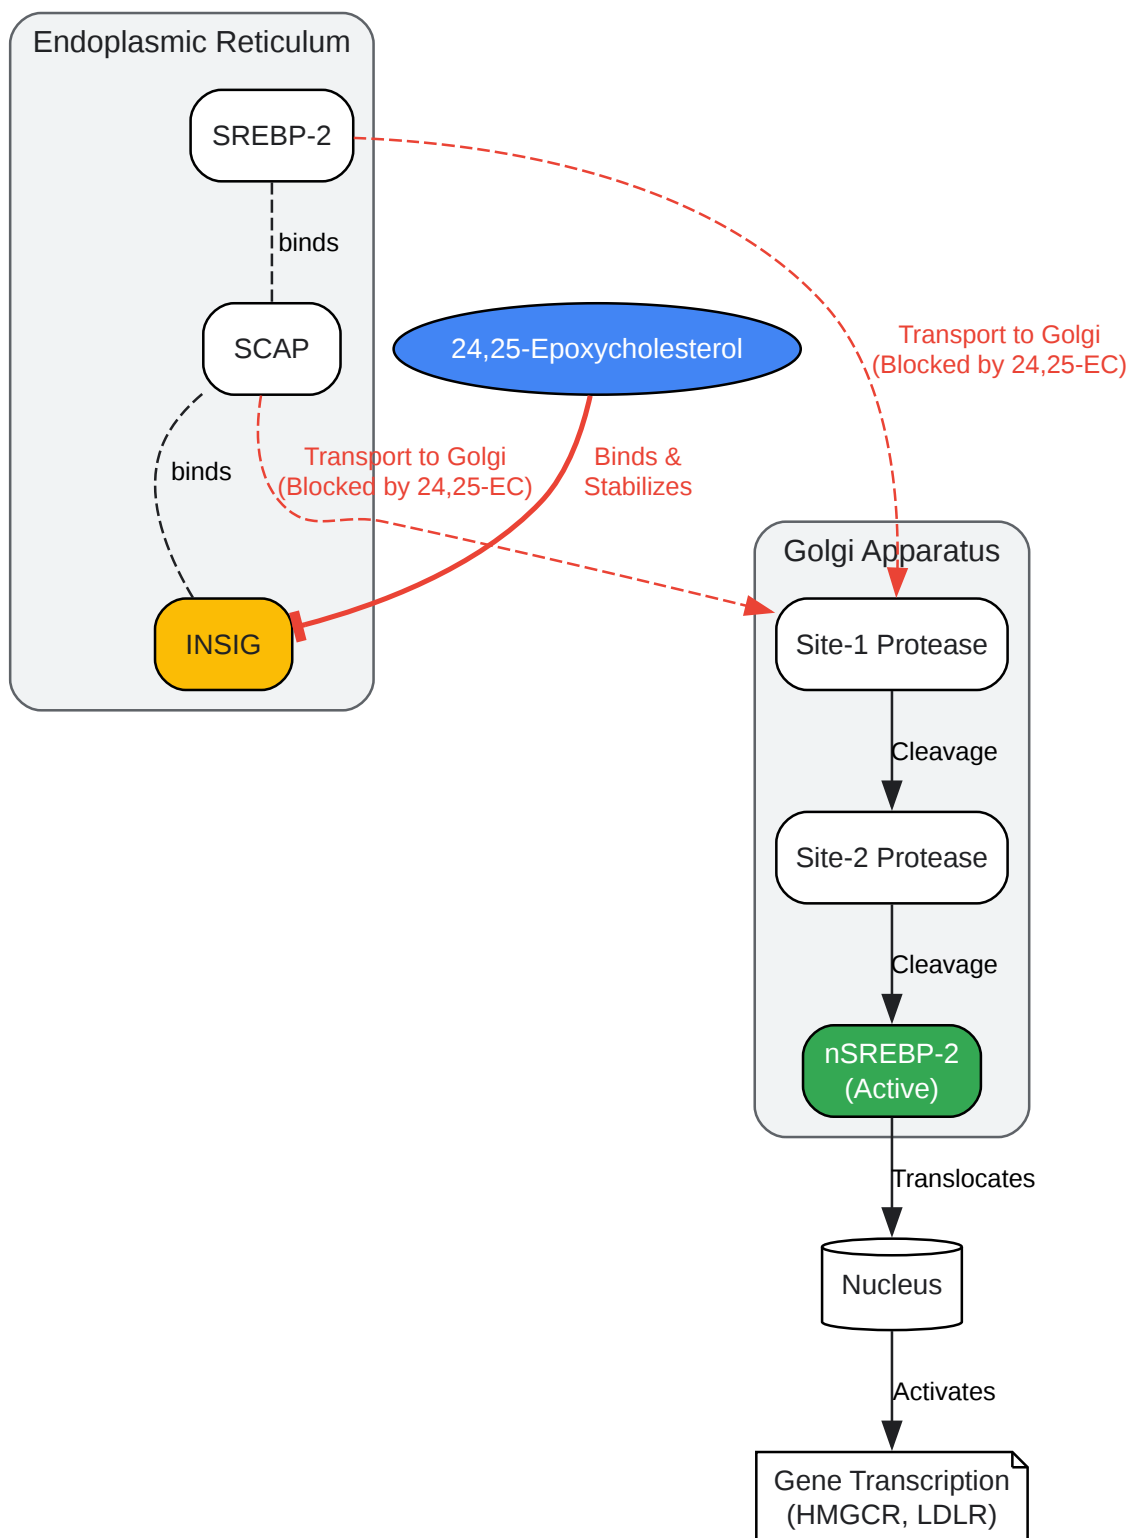 Endoplasmic Reticulum
SREBP-2
binds
SCAP
24,25-Epoxycholesterol
Transport to Golgi
(Blocked by 24,25-EC)
binds
Transport to Golgi
(Blocked by 24,25-EC)
Binds &
Stabilizes
Golgi Apparatus
INSIG
Site-1 Protease
Cleavage
Site-2 Protease
Cleavage
nSREBP-2
(Active)
Translocates
Nucleus
Activates
Gene Transcription
(HMGCR, LDLR)